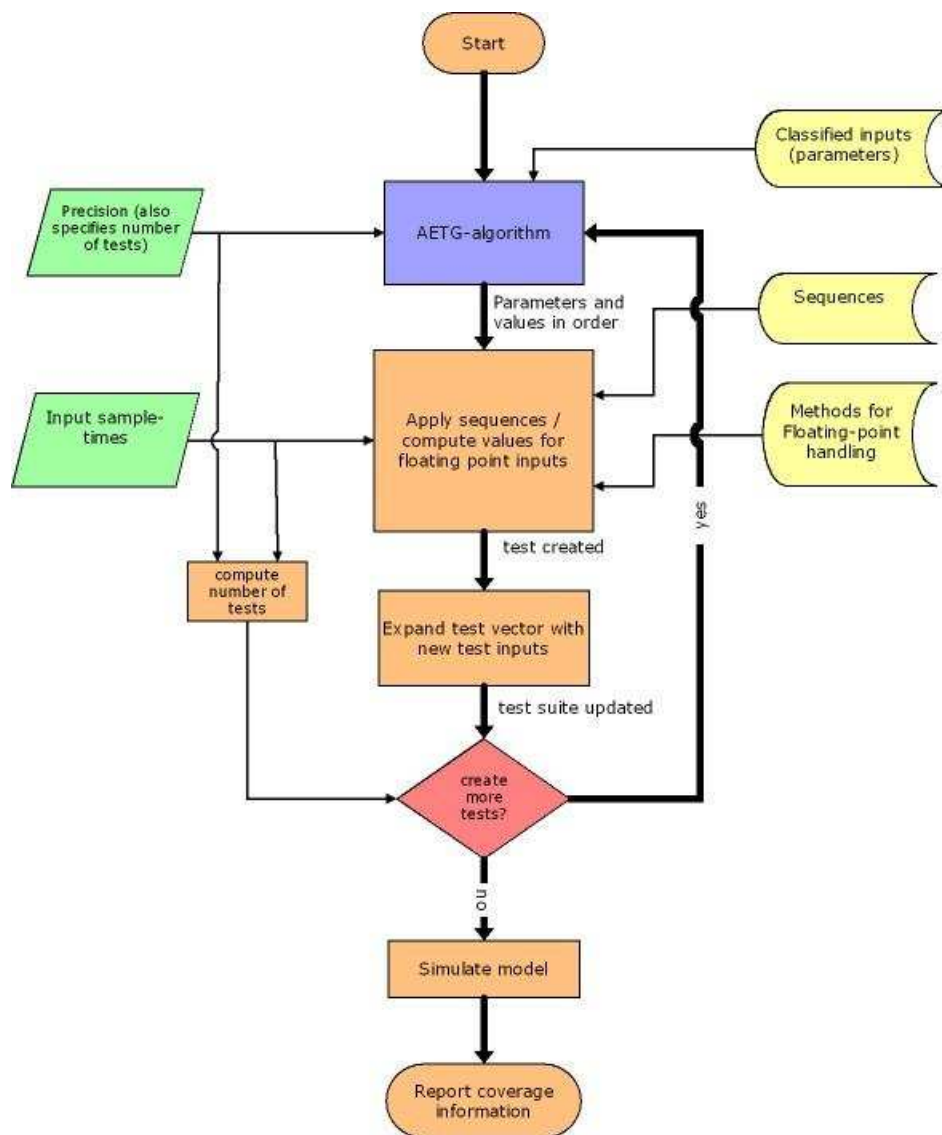 Start
Classified inputs
(parameters)
Precision (also
specifies number
of tests)
AETG-algorithm
Parameters and
values in order
Sequences
Input sample-
times
Apply sequences /
compute values for
floating point inputs
Methods for
Floating-point
handling
yes
test created
compute
number of
tests
Expand test vector with
new test inputs
test suite updated
create
more
tests?
no
Simulate model
Report coverage
information